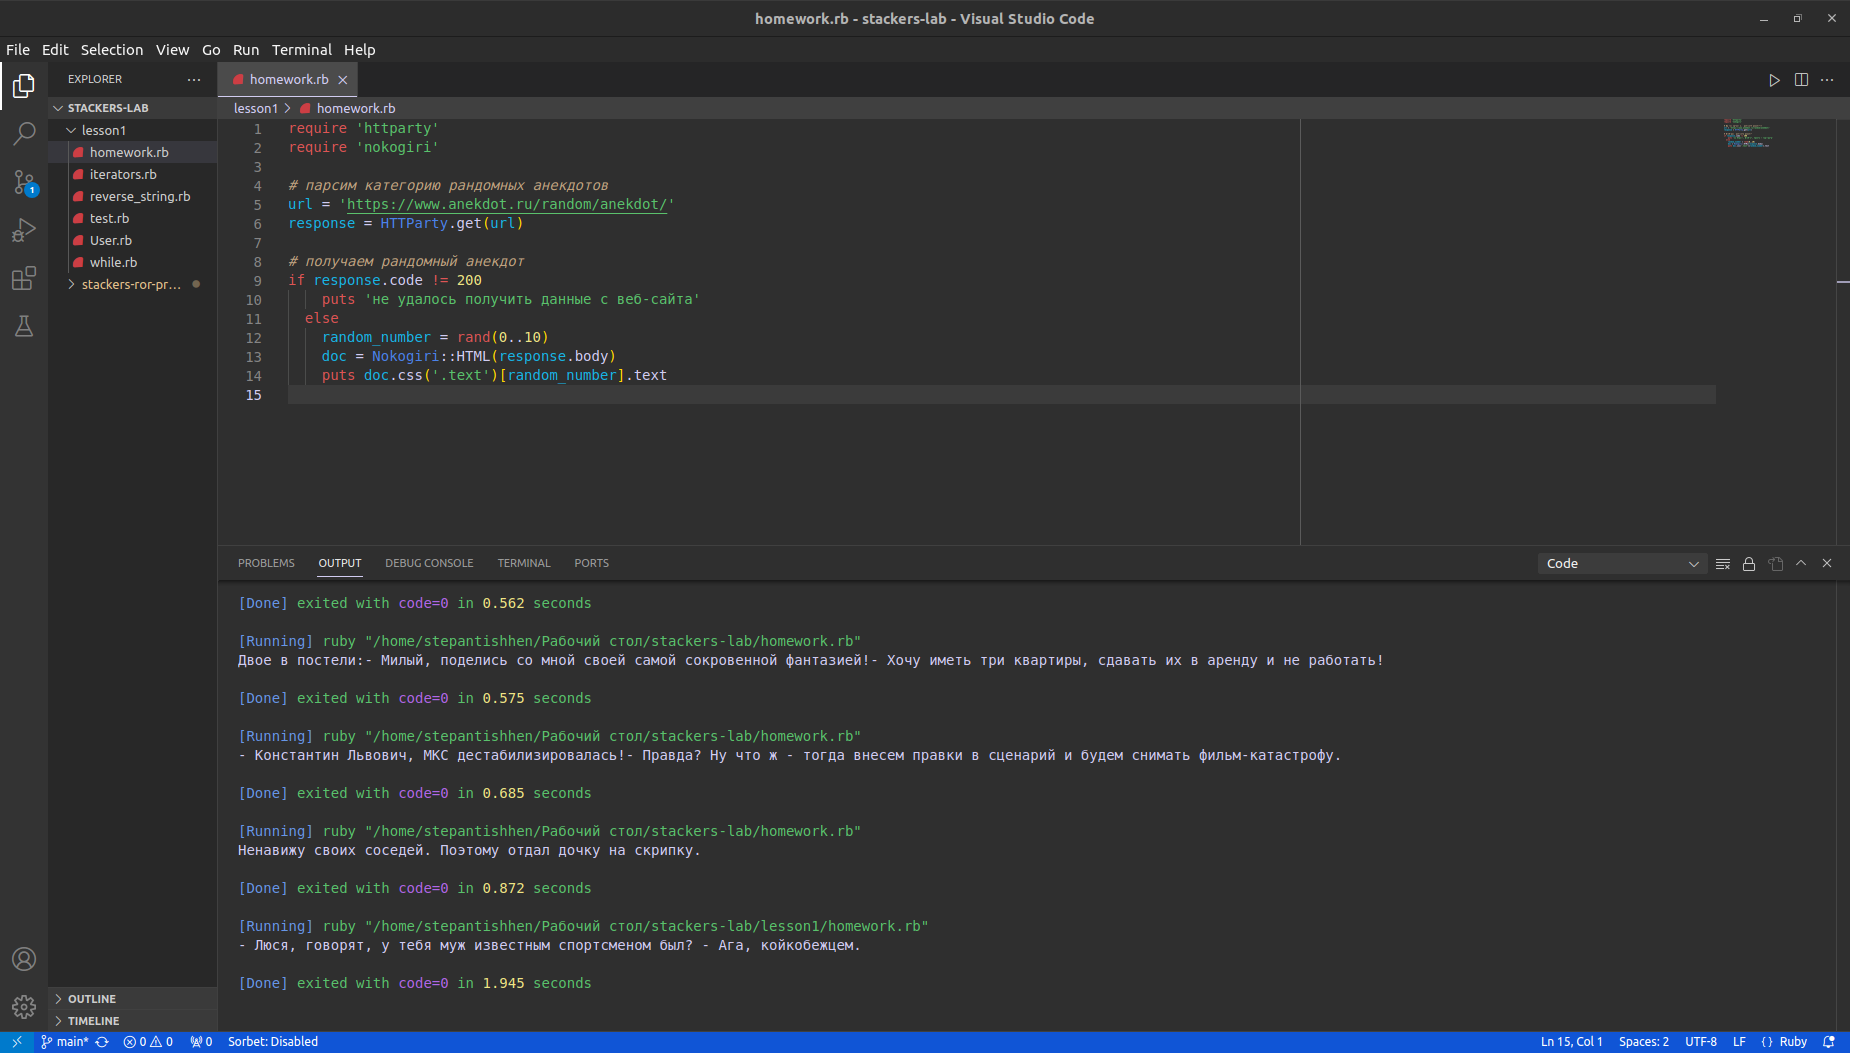 homework.rb - stackers-lab - Visual Studio Code
File Edit Selection View Go Run Terminal Help
EXPLORER
STACKERS-LAB
lesson1
homework.rb
iterators.rb
reverse_string.rb
test.rb
User.rb
while.rb
stackers-ror-pr...
OUTLINE
TIMELINE
homework.rb
lesson1 > homework.rb
1 require 'httparty'
2 require 'nokogiri'
3
4 # парсим категорию рандомных анекдотов
5 url = 'https://www.anekdot.ru/random/anekdot/'
6 response = HTTParty.get(url)
7
8 # получаем рандомный анекдот
9 if response.code != 200
10 puts 'не удалось получить данные с веб-сайта'
11 else
12 random_number = rand(0..10)
13 doc = Nokogiri::HTML(response.body)
14 puts doc.css('.text')[random_number].text
15
PROBLEMS OUTPUT DEBUG CONSOLE TERMINAL PORTS
Code
[Done] exited with code=0 in 0.562 seconds
[Running] ruby "/home/stepantishhen/Рабочий стол/stackers-lab/homework.rb"
Двое в постели:- Милый, поделись со мной своей самой сокровенной фантазией!- Хочу иметь три квартиры, сдавать их в аренду и не работать!
[Done] exited with code=0 in 0.575 seconds
[Running] ruby "/home/stepantishhen/Рабочий стол/stackers-lab/homework.rb"
- Константин Львович, МКС дестабилизировалась!- Правда? Ну что ж - тогда внесем правки в сценарий и будем снимать фильм-катастрофу.
[Done] exited with code=0 in 0.685 seconds
[Running] ruby "/home/stepantishhen/Рабочий стол/stackers-lab/homework.rb"
Ненавижу своих соседей. Поэтому отдал дочку на скрипку.
[Done] exited with code=0 in 0.872 seconds
[Running] ruby "/home/stepantishhen/Рабочий стол/stackers-lab/lesson1/homework.rb"
- Люся, говорят, у тебя муж известным спортсменом был? - Ага, койкобежцем.
[Done] exited with code=0 in 1.945 seconds
1
main* 0 0 0 Sorbet: Disabled
Ln 15, Col 1 Spaces: 2 UTF-8 LF {} Ruby